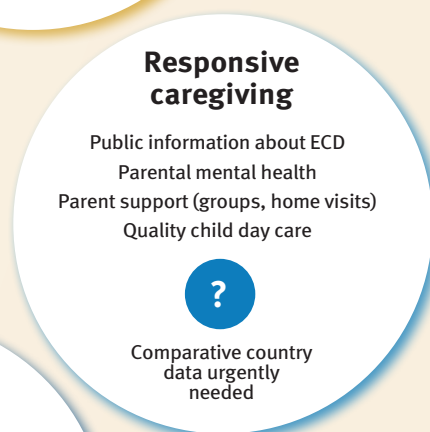 Responsive
caregiving
Public information about ECD
Parental mental health
Parent support (groups, home visits)
Quality child day care
?
Comparative country
data urgently
needed